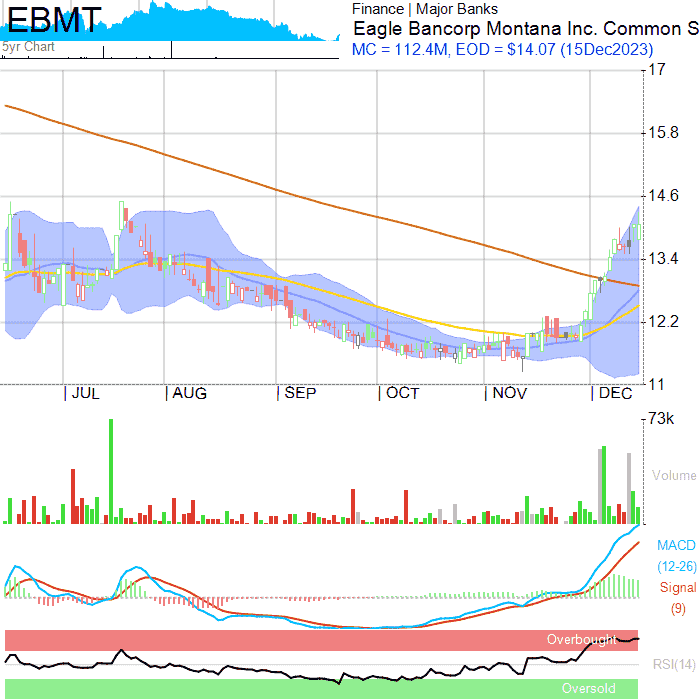 EBMT
5yr Chart
Finance | Major Banks
Eagle Bancorp Montana Inc. Common S
MC = 112.4M, EOD = $14.07 (15Dec2023)
17
15.8
14.6
13.4
12.2
11
JUL
AUG
SEP
OCT
NOV
DEC
73k
Volume
MACD
(12-26)
Signal
(9)
Overbought
RSI(14)
Oversold